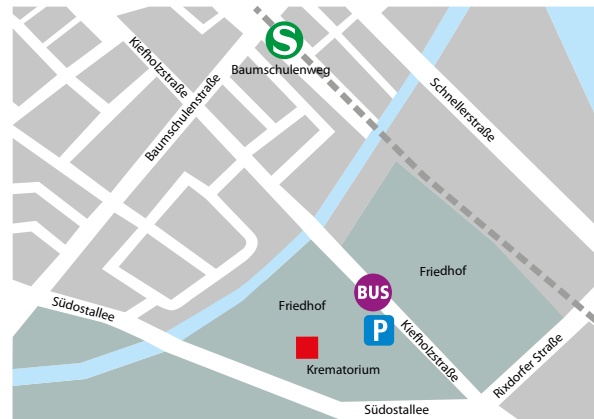 S
Baumschulenweg
Kiefholzstraße
Baumschulenstraße
Schnellerstraße
Friedhof
BUS
Friedhof
P
Südostallee
Kiefholzstraße
Rixdorfer Straße
Krematorium
Südostallee